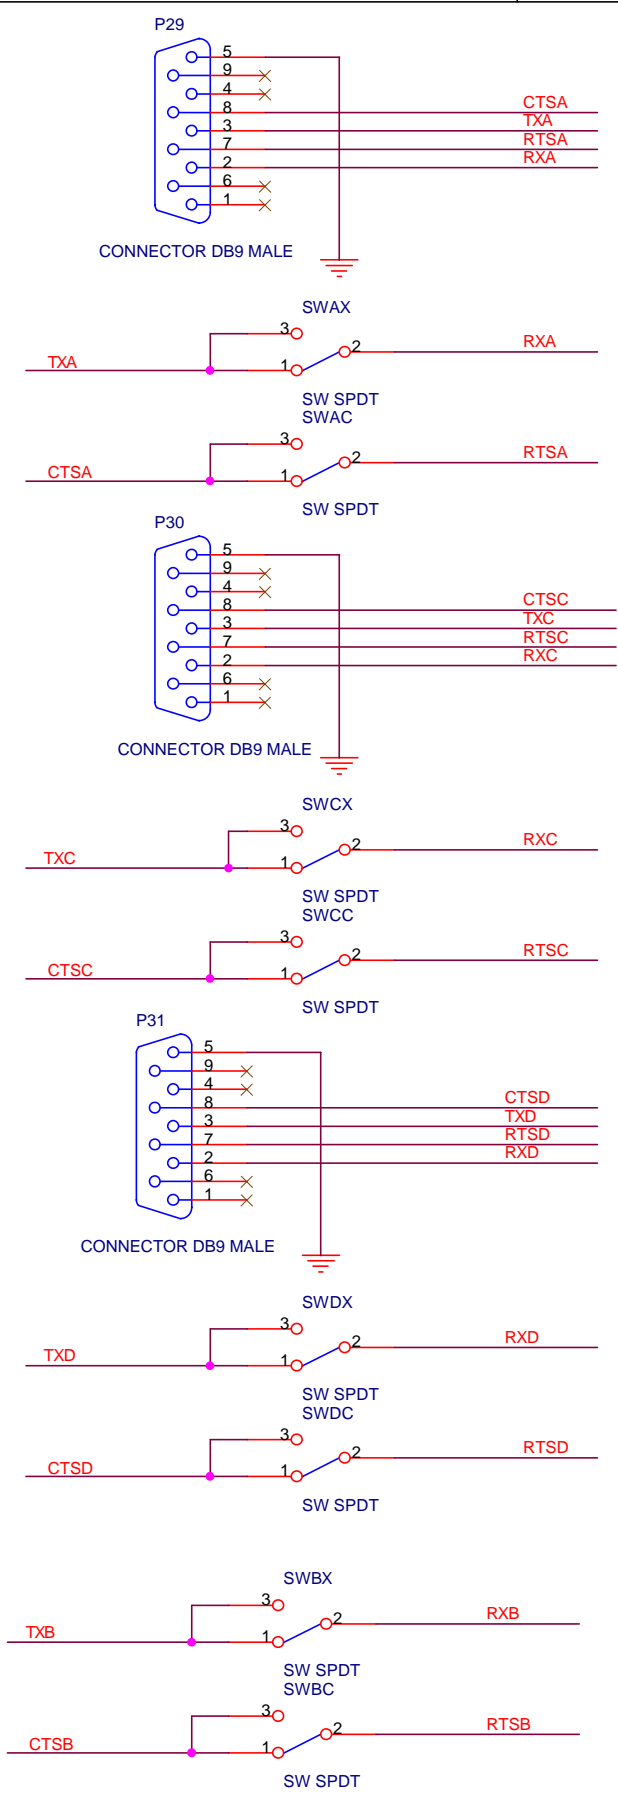 P29
5
9
4
8 CTSA
3 TXA
7 RTSA
2 RXA
6
1
CONNECTOR DB9 MALE
SWAX
3
2 RXA
TXA 1
SW SPDT
SWAC
3
2 RTSA
CTSA 1
SW SPDT
P30
5
9
4
8 CTSC
3 TXC
7 RTSC
2 RXC
6
1
CONNECTOR DB9 MALE
SWCX
3
2 RXC
TXC 1
SW SPDT
SWCC
3
2 RTSC
CTSC 1
SW SPDT
P31
5
9
4
8 CTSD
3 TXD
7 RTSD
2 RXD
6
1
CONNECTOR DB9 MALE
SWDX
3
2 RXD
TXD 1
SW SPDT
SWDC
3
2 RTSD
CTSD 1
SW SPDT
SWBX
3
2 RXB
TXB 1
SW SPDT
SWBC
3
2 RTSB
CTSB 1
SW SPDT